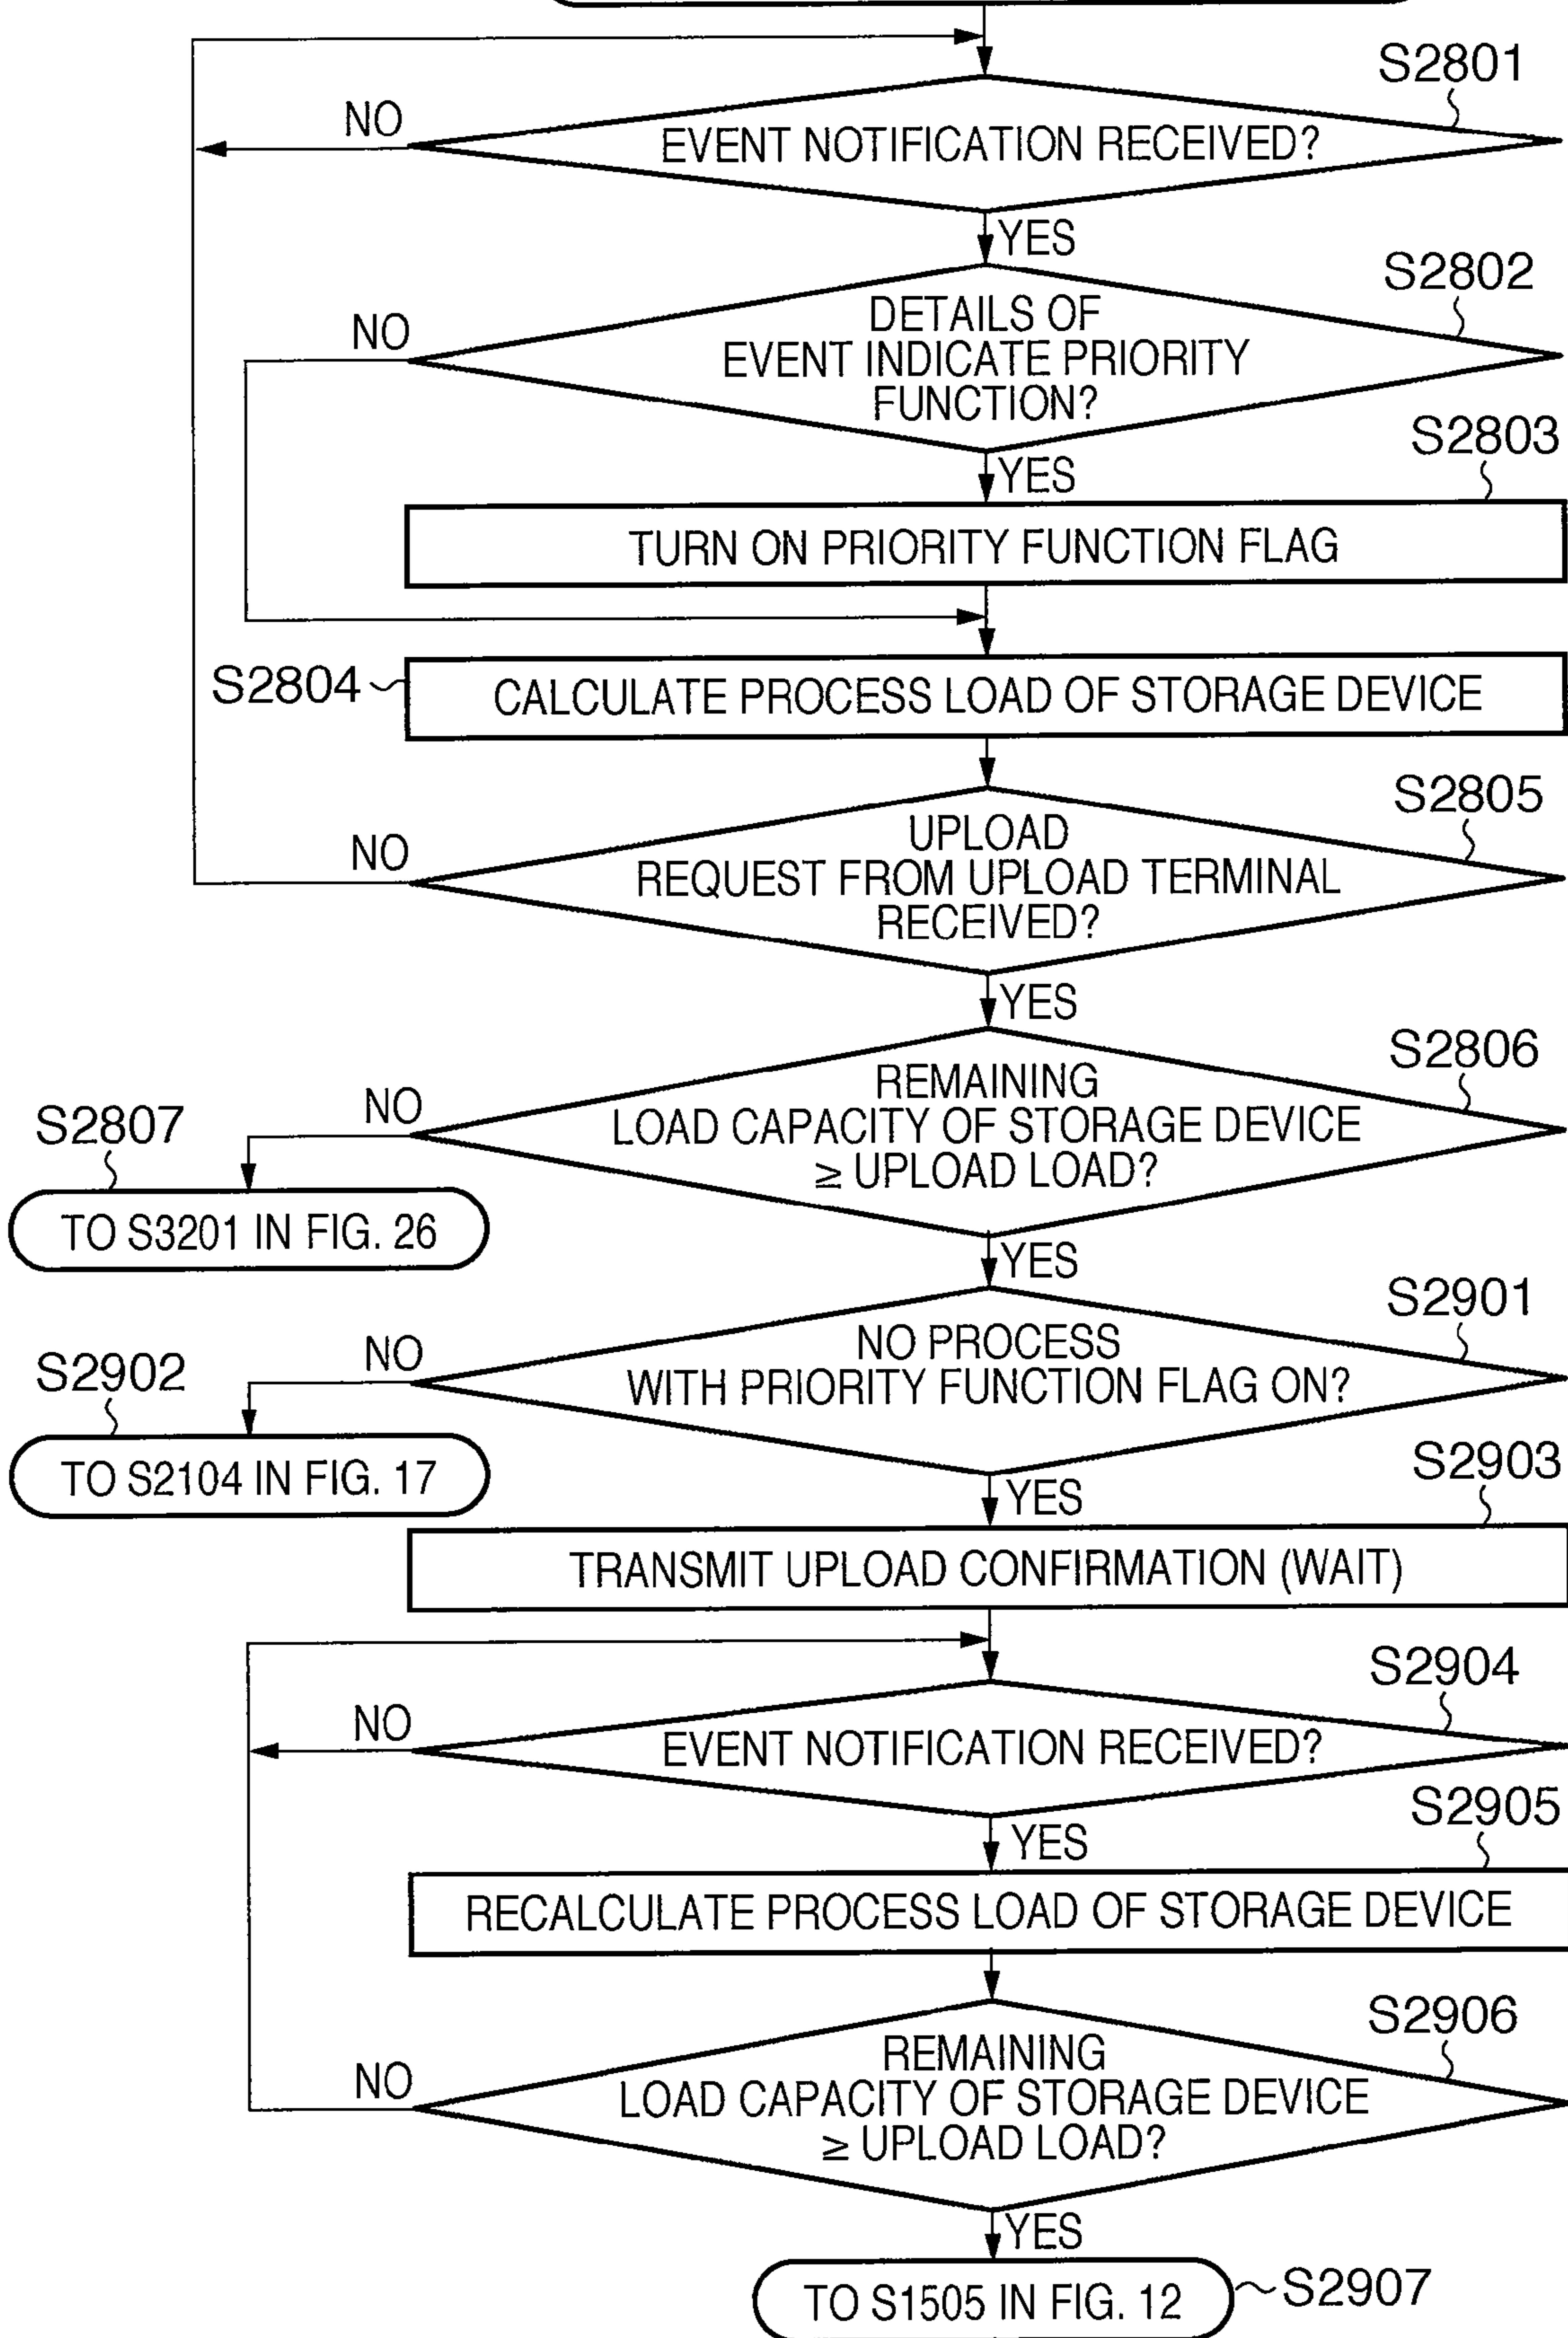 S2801
NO
EVENT NOTIFICATION RECEIVED?
YES
S2802
NO
DETAILS OF
EVENT INDICATE PRIORITY
FUNCTION?
S2803
YES
TURN ON PRIORITY FUNCTION FLAG
S2804
CALCULATE PROCESS LOAD OF STORAGE DEVICE
S2805
NO
UPLOAD
REQUEST FROM UPLOAD TERMINAL
RECEIVED?
YES
S2806
NO
REMAINING
LOAD CAPACITY OF STORAGE DEVICE
≥ UPLOAD LOAD?
S2807
TO S3201 IN FIG. 26
YES
S2901
NO
NO PROCESS
WITH PRIORITY FUNCTION FLAG ON?
S2902
TO S2104 IN FIG. 17
S2903
YES
TRANSMIT UPLOAD CONFIRMATION (WAIT)
S2904
NO
EVENT NOTIFICATION RECEIVED?
S2905
YES
RECALCULATE PROCESS LOAD OF STORAGE DEVICE
S2906
NO
REMAINING
LOAD CAPACITY OF STORAGE DEVICE
≥ UPLOAD LOAD?
YES
TO S1505 IN FIG. 12
S2907